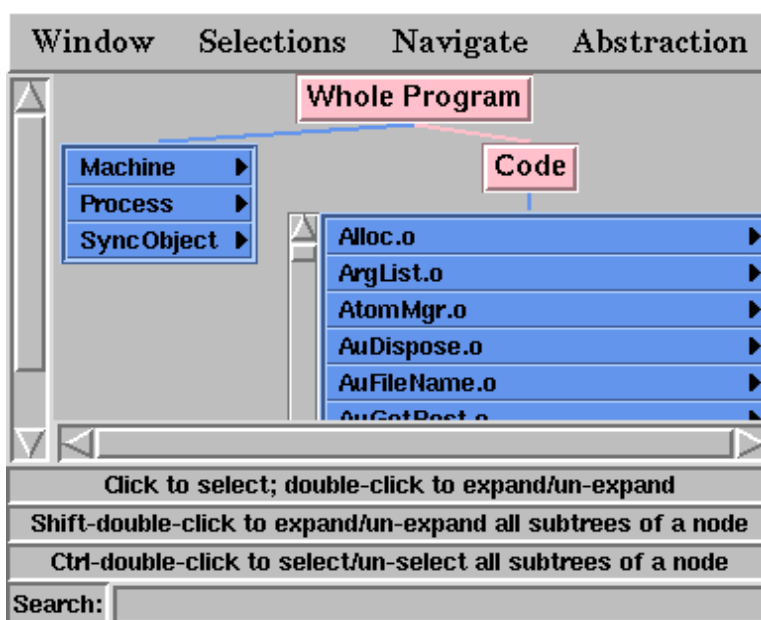 Window Selections Navigate Abstraction
Whole Program
Machine
Process
SyncObject
Code
Alloc.o
ArgList.o
AtomMgr.o
AuDispose.o
AuFileName.o
Click to select; double-click to expand/un-expand
Shift-double-click to expand/un-expand all subtrees of a node
Ctrl-double-click to select/un-select all subtrees of a node
Search: